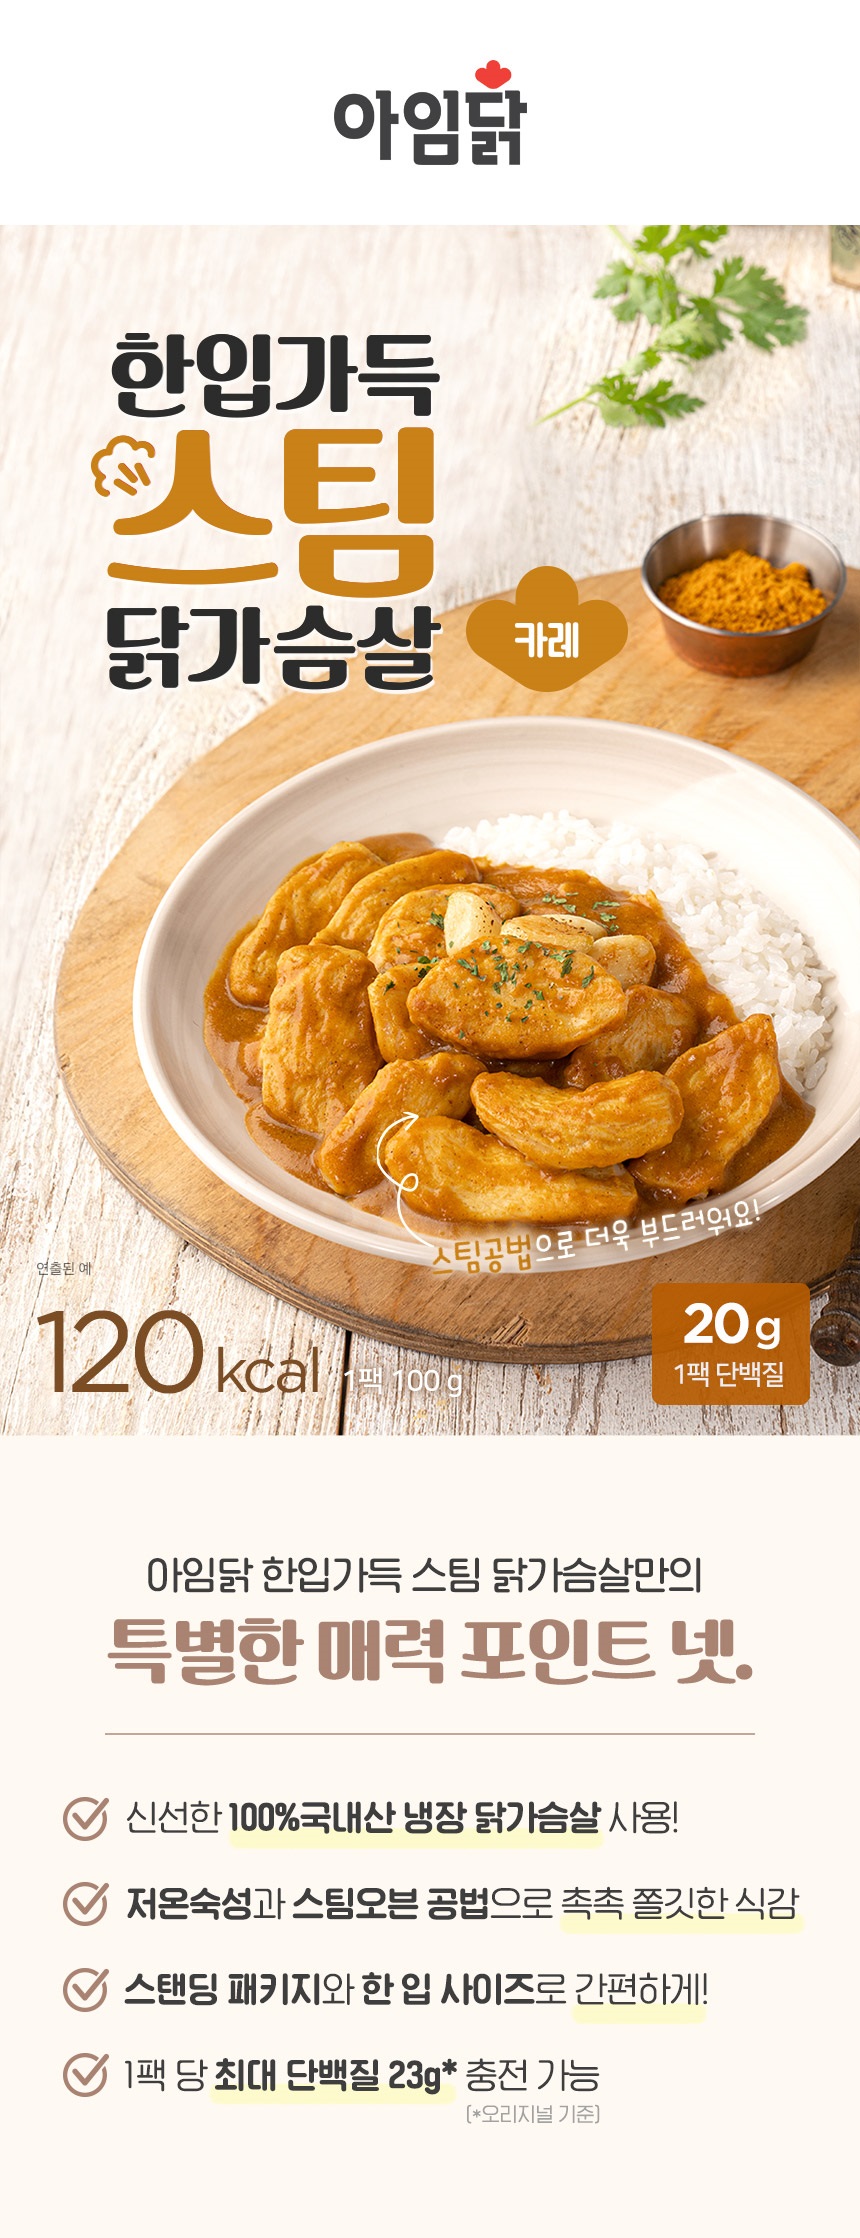 아임닭
한입가득
스팀
닭가슴살
카레
스팀공법으로 더욱 부드러워요!
연출된 예
120 kcal 1팩 100 g
20 g
1팩 단백질
아임닭 한입가득 스팀 닭가슴살만의
특별한 매력 포인트 넷.
신선한 100%국내산 냉장 닭가슴살 사용!
저온숙성과 스팀오븐 공법으로 촉촉 쫄깃한 식감
스탠딩 패키지와 한 입 사이즈로 간편하게!
1팩 당 최대 단백질 23g* 충전 가능
(*오리지널 기준)